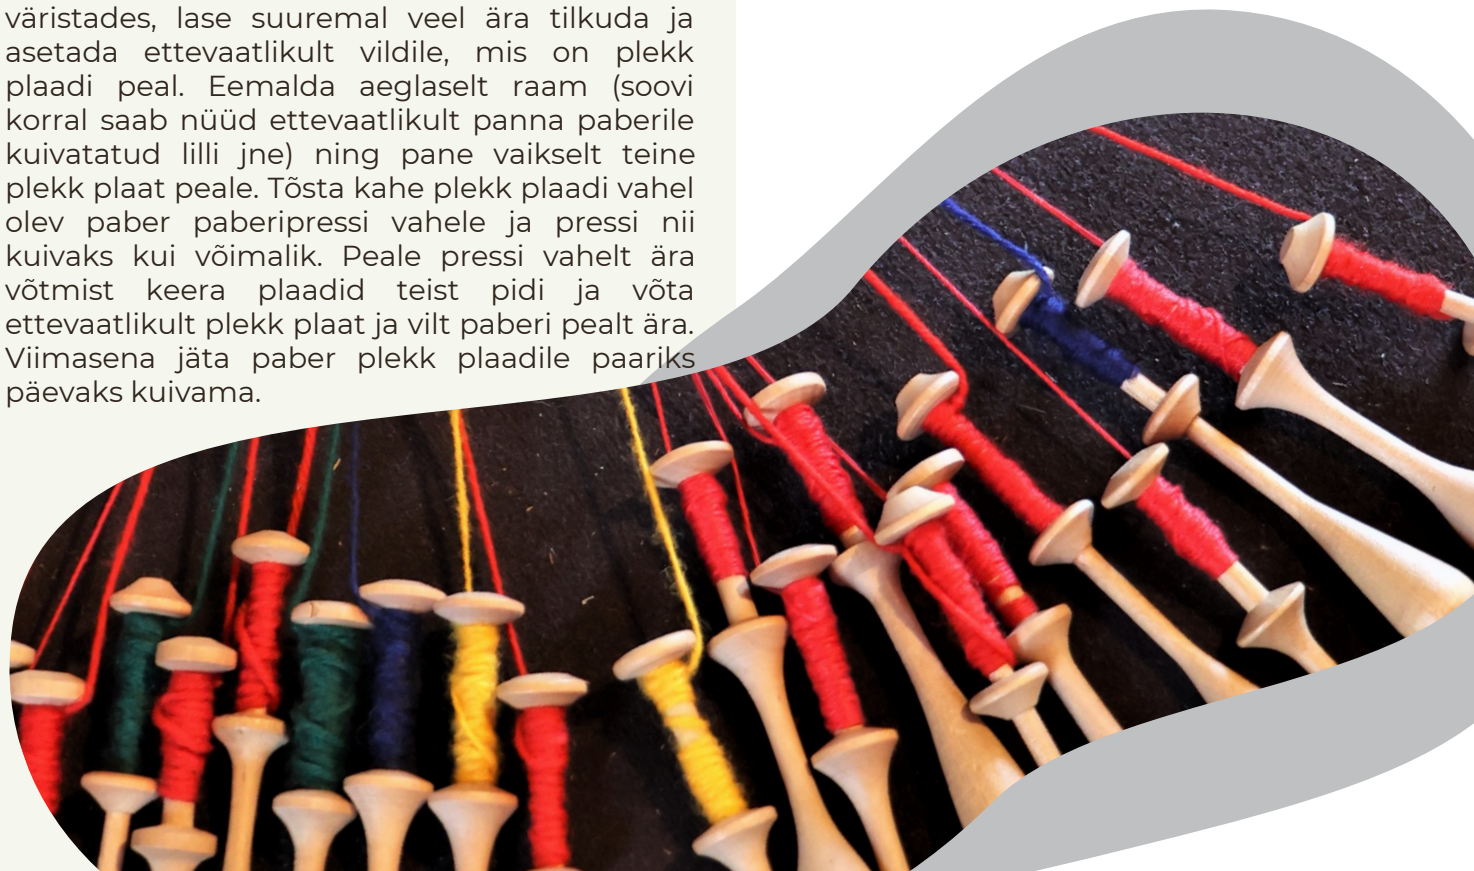 väristades, lase suuremal veel ära tilkuda ja
asetada ettevaatlikult vildile, mis on plekk
plaadi peal. Eemalda aeglaselt raam (soovi
korral saab nüüd ettevaatlikult panna paberile
kuivatatud lilli jne) ning pane vaikselt teine
plekk plaat peale. Tõsta kahe plekk plaadi vahel
olev paber paberipressi vahele ja pressi nii
kuivaks kui võimalik. Peale pressi vahelt ära
võtmist keera plaadid teist pidi ja võta
ettevaatlikult plekk plaat ja vilt paberi pealt ära.
Viimasena jäta paber plekk plaadile paariks
päevaks kuivama.